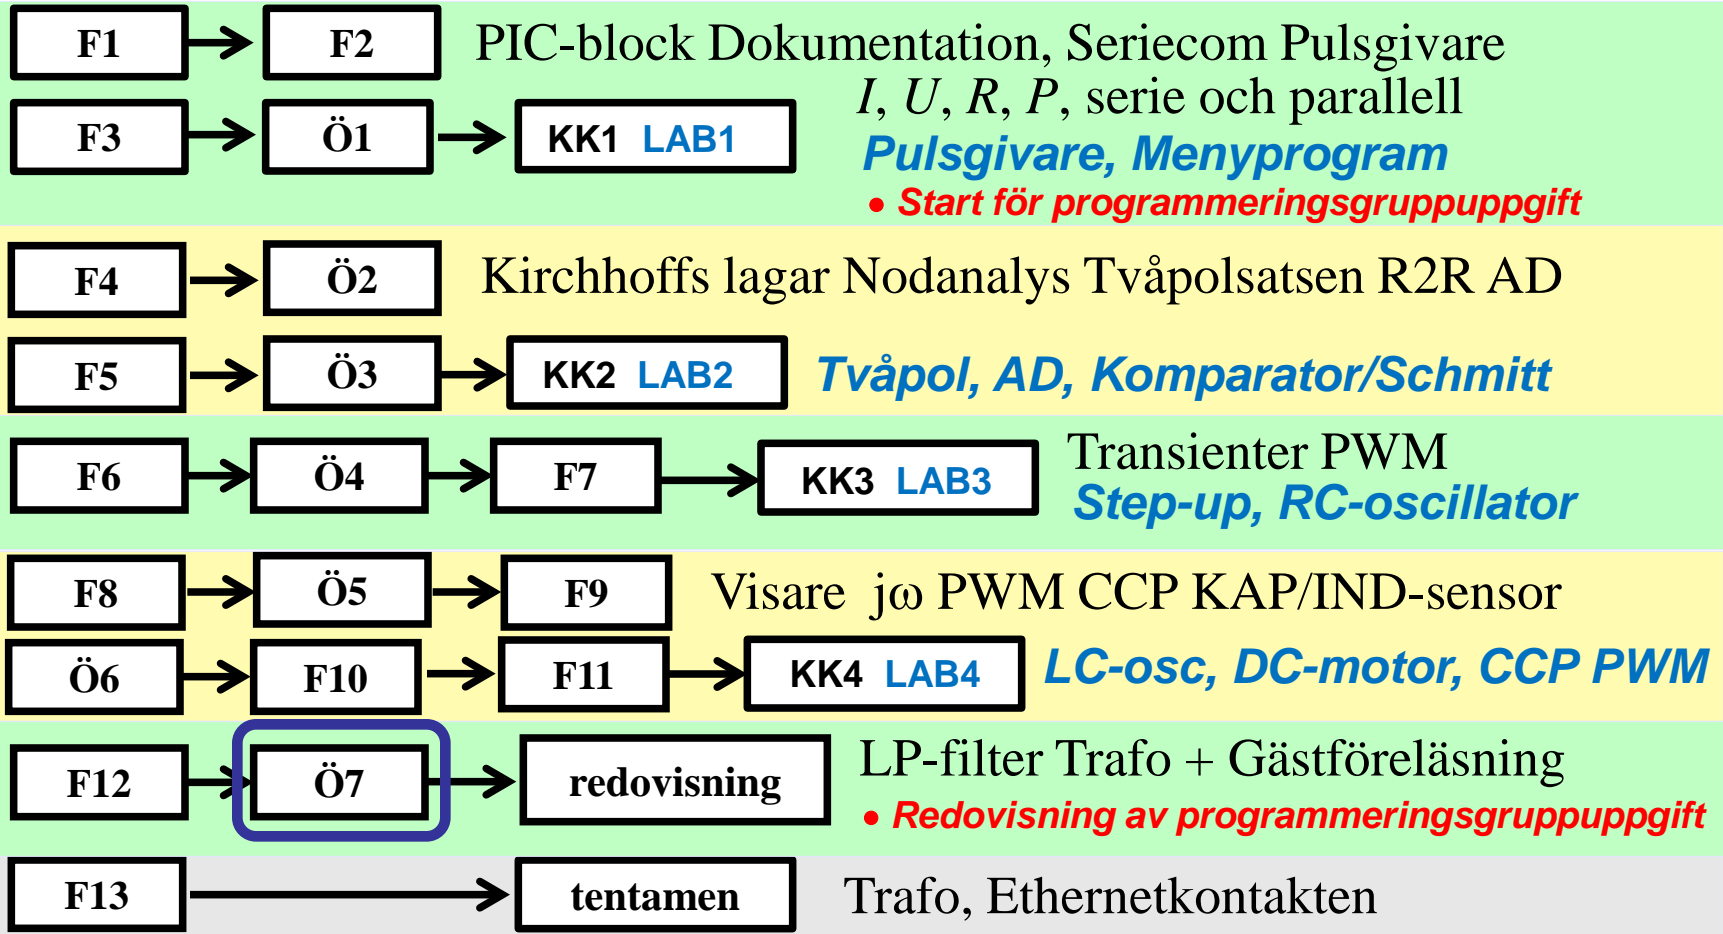 F1 F2 PIC-block Dokumentation, Seriecom Pulsgivare
I, U, R, P, serie och parallell
F3 Ö1 KK1 LAB1
Pulsgivare, Menyprogram
• Start för programmeringsgruppuppgift
F4 Ö2 Kirchhoffs lagar Nodanalys Tvåpolsatsen R2R AD
F5 Ö3 KK2 LAB2 Tvåpol, AD, Komparator/Schmitt
F6 Ö4 F7 KK3 LAB3
Transienter PWM
Step-up, RC-oscillator
F8 Ö5 F9 Visare jω PWM CCP KAP/IND-sensor
Ö6 F10 F11 KK4 LAB4 LC-osc, DC-motor, CCP PWM
F12 Ö7 redovisning
LP-filter Trafo + Gästföreläsning
• Redovisning av programmeringsgruppuppgift
F13 tentamen Trafo, Ethernetkontakten